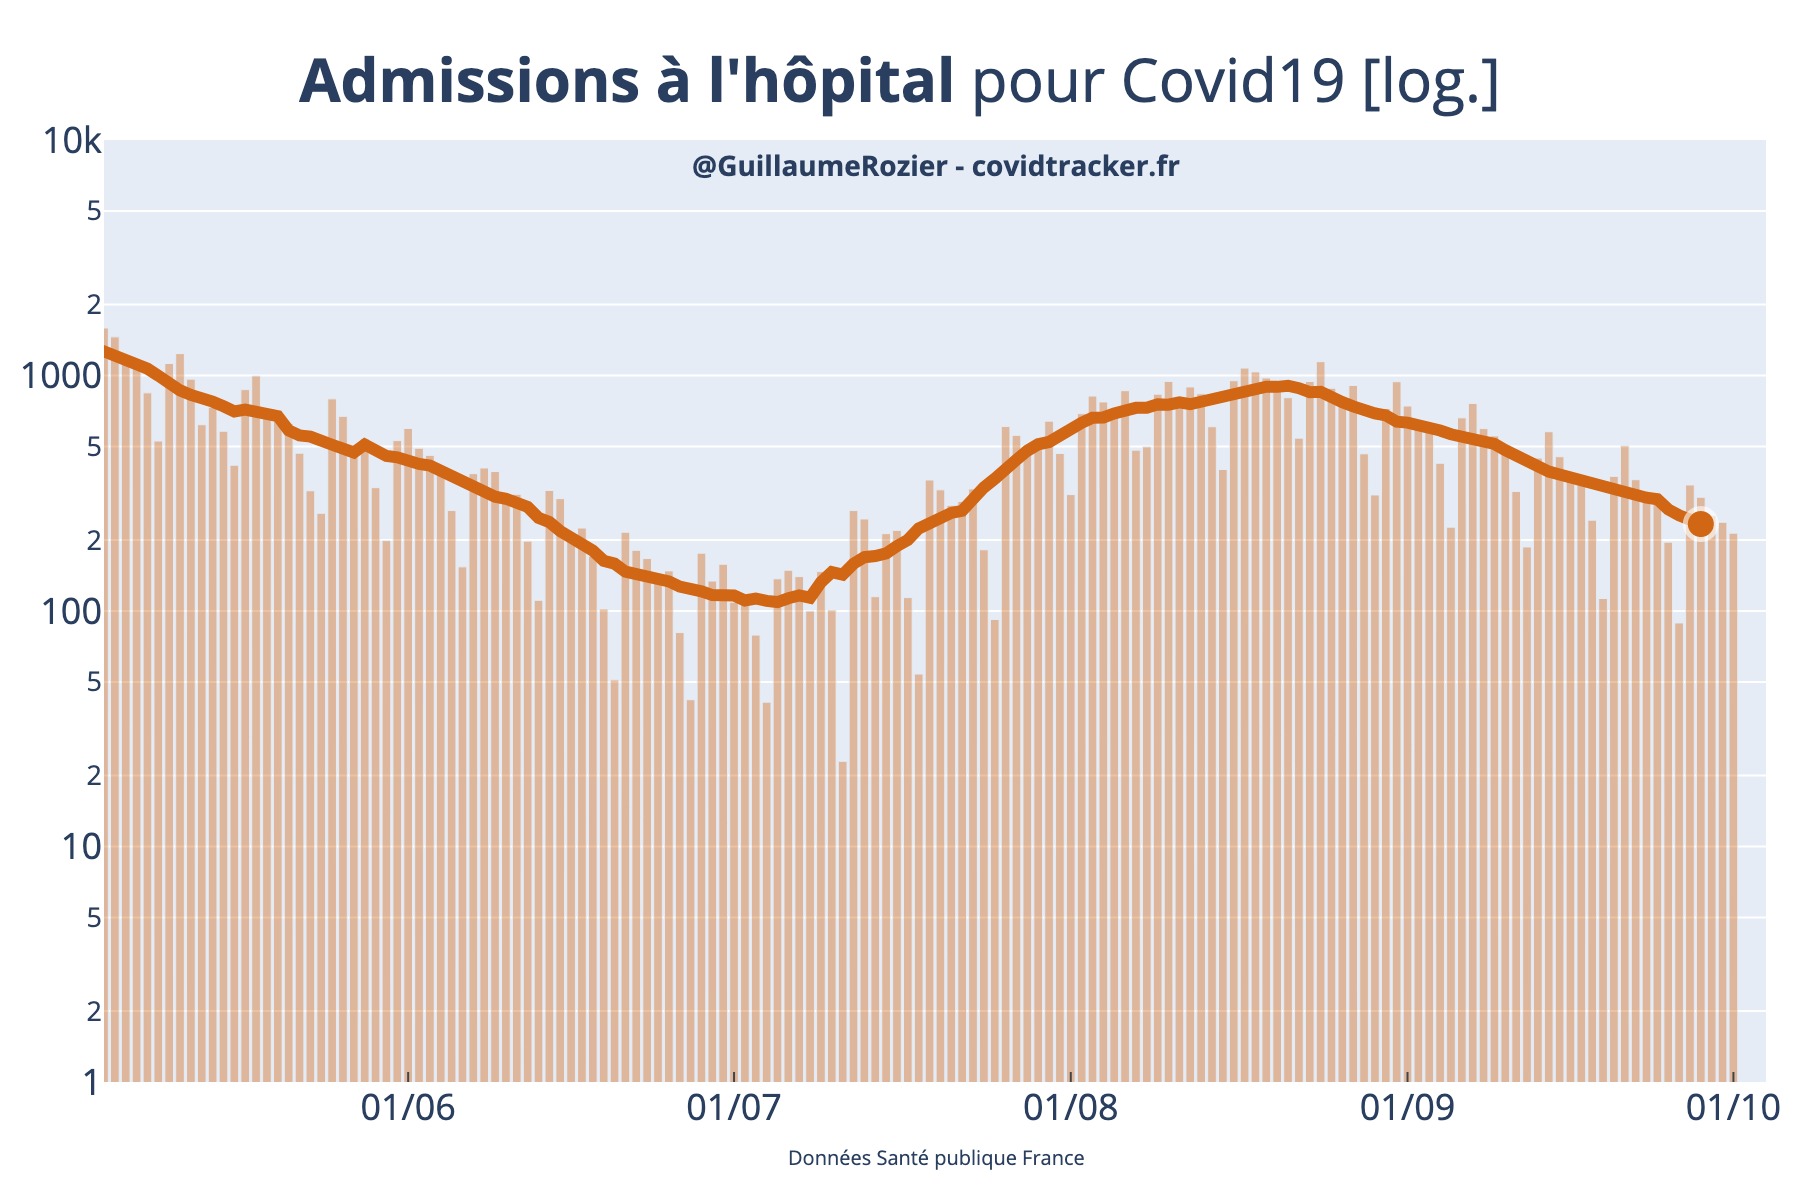 Admissions à l'hôpital pour Covid19 [log.]
@GuillaumeRozier - covidtracker.fr
10k
5
2
1000
5
2
100
5
2
10
5
2
1
01/06 01/07 01/08 01/09 01/10
Données Santé publique France